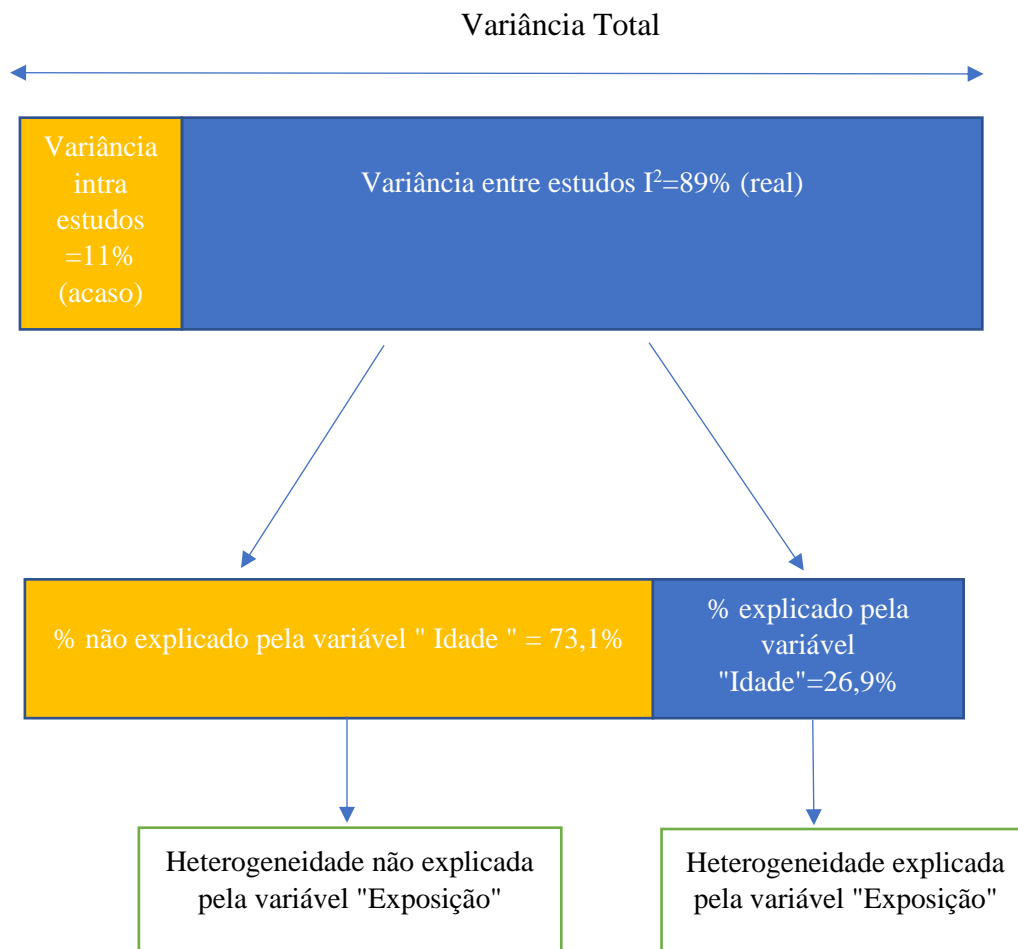 Variância Total
Variância
intra
estudos
=11%
(acaso)
Variância entre estudos I²=89% (real)
% não explicado pela variável " Idade " = 73,1%
% explicado pela
variável
"Idade"=26,9%
Heterogeneidade não explicada
pela variável "Exposição"
Heterogeneidade explicada
pela variável "Exposição"